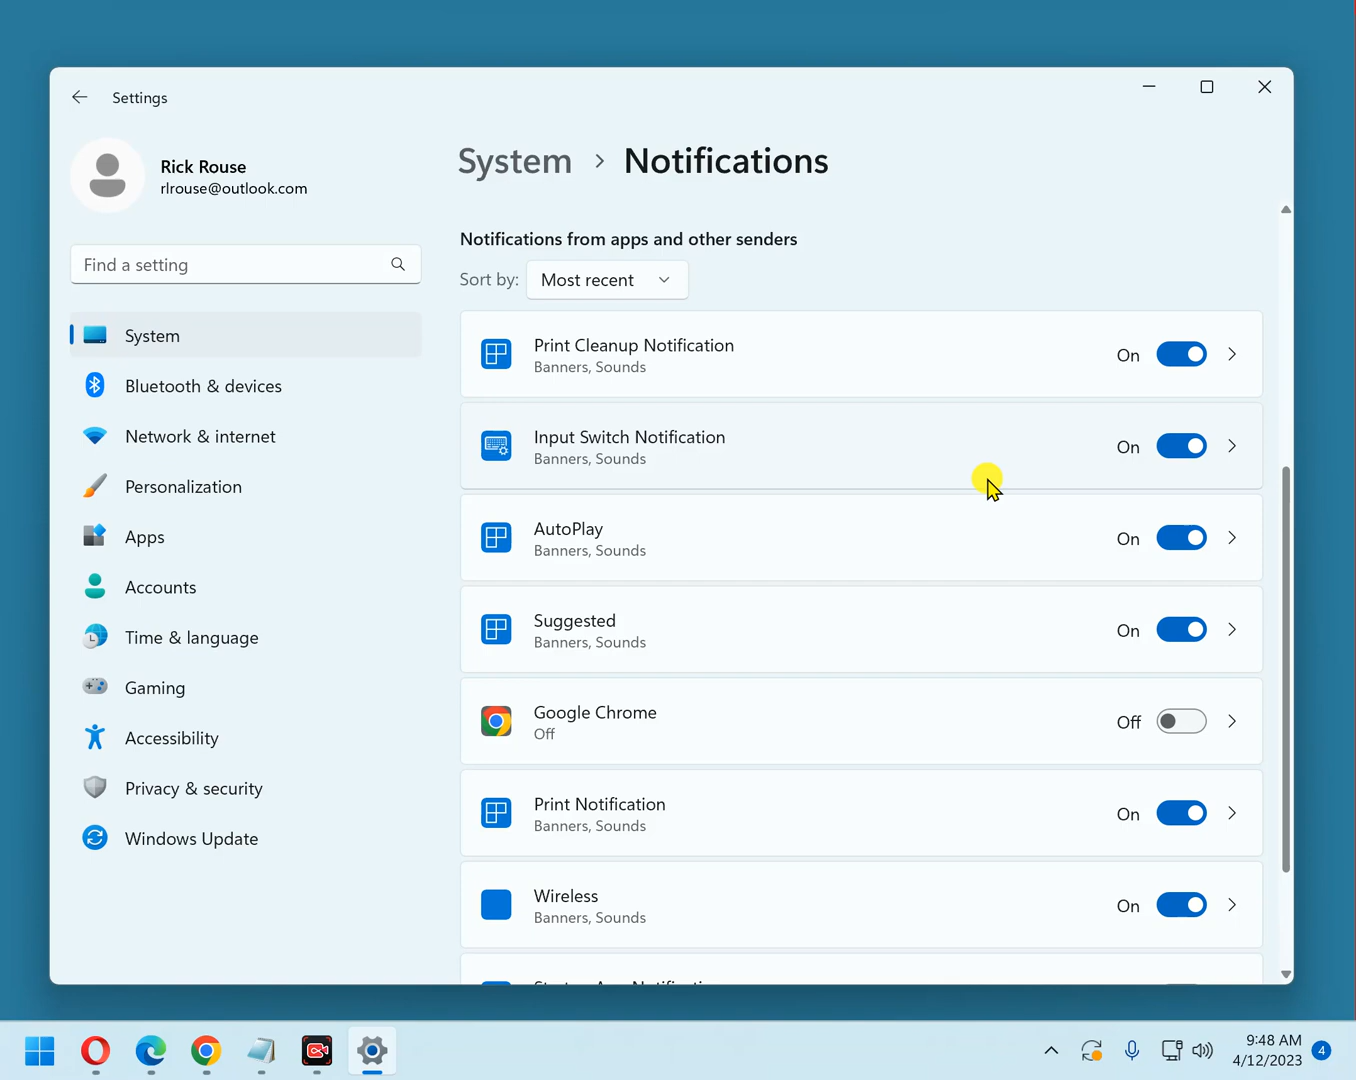 Settings
Rick Rouse
rlrouse@outlook.com
Find a setting
System
Bluetooth & devices
Network & internet
Personalization
Apps
Accounts
Time & language
Gaming
Accessibility
Privacy & security
Windows Update
System > Notifications
Notifications from apps and other senders
Sort by: Most recent
Print Cleanup Notification
Banners, Sounds
On
Input Switch Notification
Banners, Sounds
On
AutoPlay
Banners, Sounds
On
Suggested
Banners, Sounds
On
Google Chrome
Off
Off
Print Notification
Banners, Sounds
On
Wireless
Banners, Sounds
On
9:48 AM
4/12/2023
4